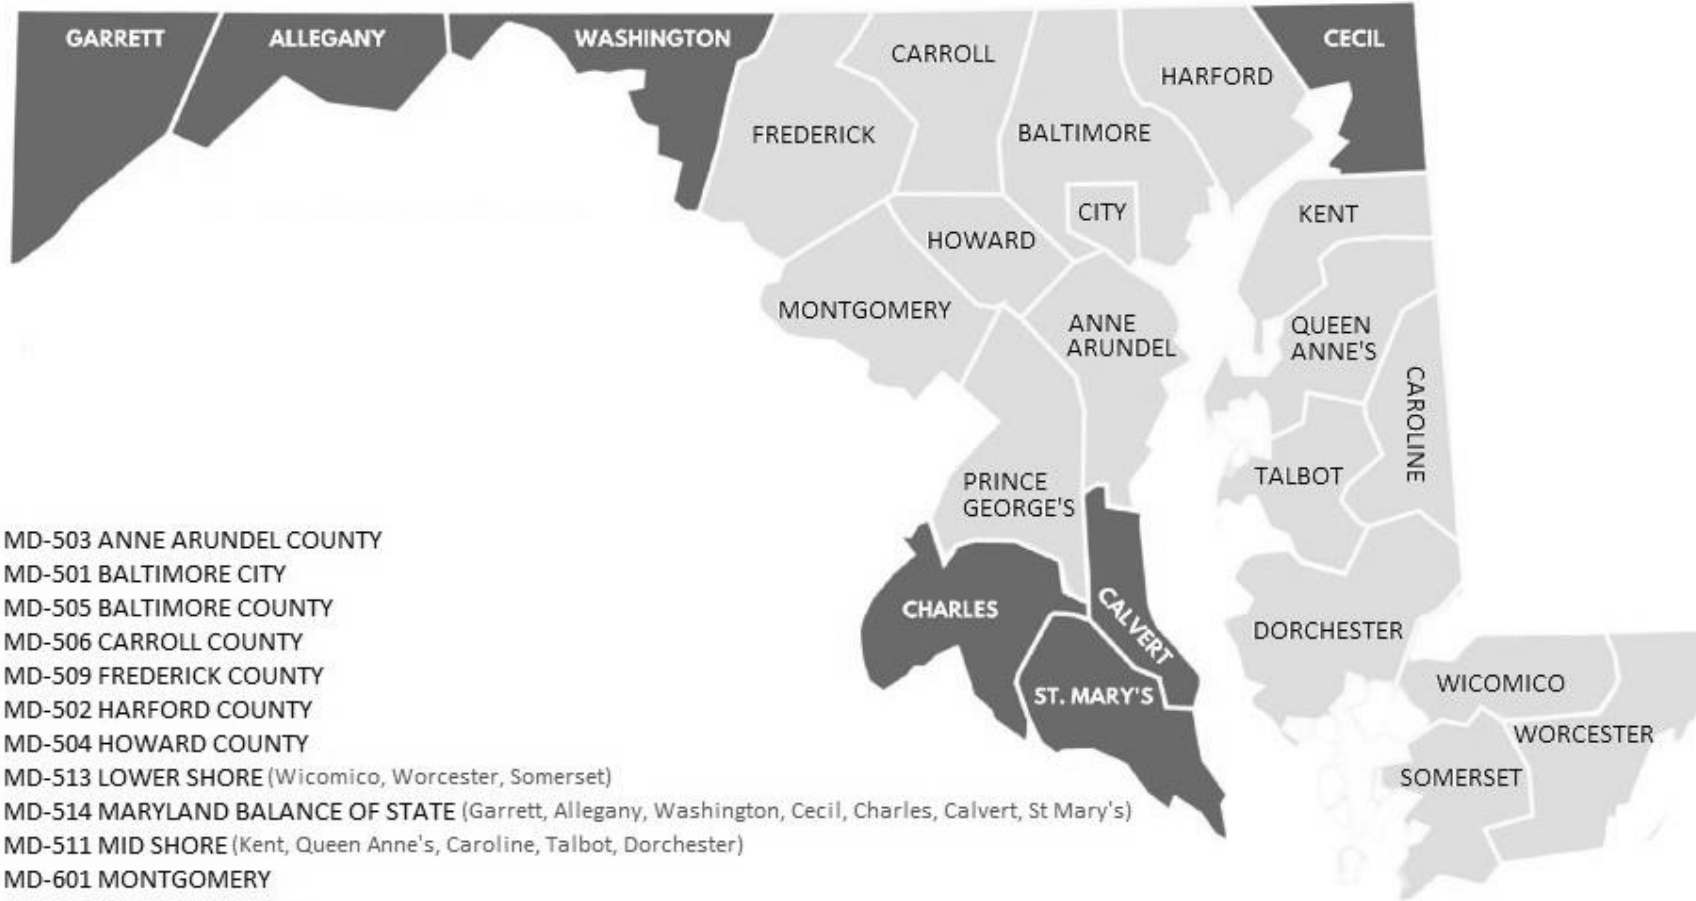 GARRETT
ALLEGANY
WASHINGTON
CECIL
CARROLL
HARFORD
FREDERICK
BALTIMORE
CITY
KENT
HOWARD
MONTGOMERY
ANNE
ARUNDEL
QUEEN
ANNE'S
CAROLINE
TALBOT
PRINCE
GEORGE'S
CHARLES
CALVERT
DORCHESTER
ST. MARY'S
WICOMICO
WORCESTER
SOMERSET
MD-503 ANNE ARUNDEL COUNTY
MD-501 BALTIMORE CITY
MD-505 BALTIMORE COUNTY
MD-506 CARROLL COUNTY
MD-509 FREDERICK COUNTY
MD-502 HARFORD COUNTY
MD-504 HOWARD COUNTY
MD-513 LOWER SHORE (Wicomico, Worcester, Somerset)
MD-514 MARYLAND BALANCE OF STATE (Garrett, Allegany, Washington, Cecil, Charles, Calvert, St Mary's)
MD-511 MID SHORE (Kent, Queen Anne's, Caroline, Talbot, Dorchester)
MD-601 MONTGOMERY